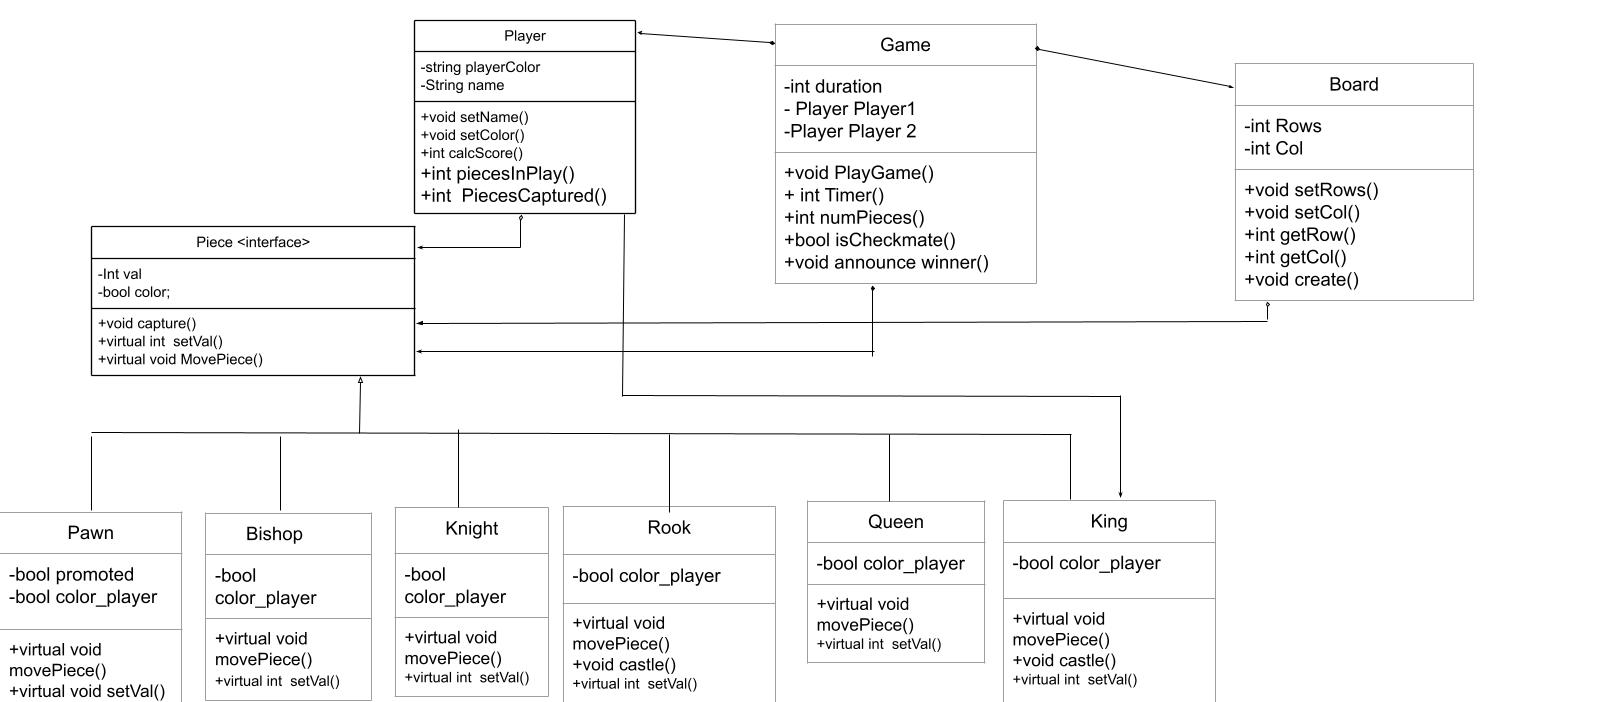 Player
-string playerColor
-String name
+void setName()
+void setColor()
+int calcScore()
+int piecesInPlay()
+int  PiecesCaptured()
Game
-int duration
- Player Player1
-Player Player 2
+void PlayGame()
+ int Timer()
+int numPieces()
+bool isCheckmate()
+void announce winner()
Board
-int Rows
-int Col
+void setRows()
+void setCol()
+int getRow()
+int getCol()
+void create()
Piece <interface>
-Int val
-bool color;
+void capture()
+virtual int  setVal()
+virtual void MovePiece()
Pawn
-bool promoted
-bool color_player
+virtual void
movePiece()
+virtual void setVal()
Bishop
-bool
color_player
+virtual void
movePiece()
+virtual int  setVal()
Knight
-bool
color_player
+virtual void
movePiece()
+virtual int  setVal()
Rook
-bool color_player
+virtual void
movePiece()
+void castle()
+virtual int  setVal()
Queen
-bool color_player
+virtual void
movePiece()
+virtual int  setVal()
King
-bool color_player
+virtual void
movePiece()
+void castle()
+virtual int  setVal()